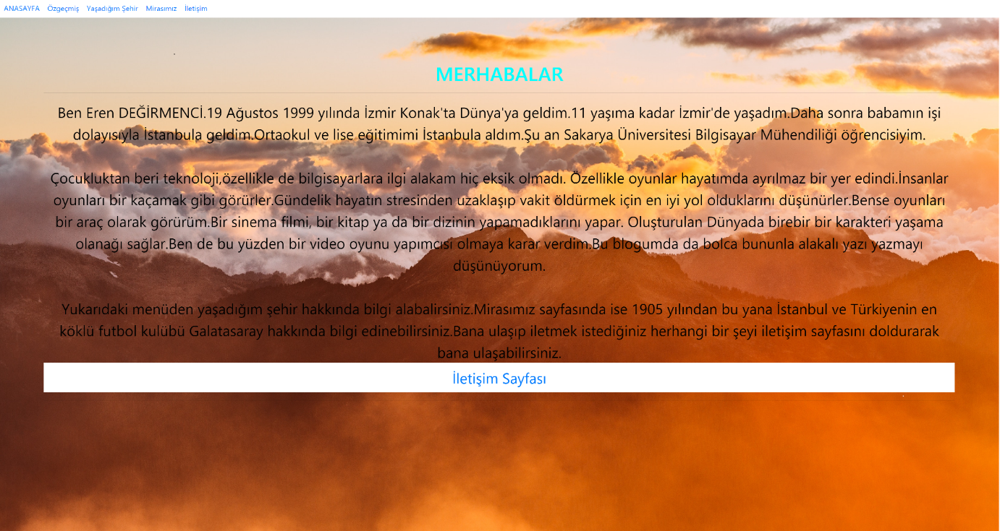 ANASAYFA Özgeçmiş Yaşadığım Şehir Mirasımız İletişim
MERHABALAR
Ben Eren DEĞİRMENCİ.19 Ağustos 1999 yılında İzmir Konak'ta Dünya'ya geldim.11 yaşıma kadar İzmir'de yaşadım.Daha sonra babamın işi
dolayısıyla İstanbula geldim.Ortaokul ve lise eğitimimi İstanbula aldım.Şu an Sakarya Üniversitesi Bilgisayar Mühendiliği öğrencisiyim.
Çocukluktan beri teknoloji,özellikle de bilgisayarlara ilgi alakam hiç eksik olmadı. Özellikle oyunlar hayatımda ayrılmaz bir yer edindi.İnsanlar
oyunları bir kaçamak gibi görürler.Gündelik hayatın stresinden uzaklaşıp vakit öldürmek için en iyi yol olduklarını düşünürler.Bense oyunları
bir araç olarak görürüm.Bir sinema filmi, bir kitap ya da bir dizinin yapamadıklarını yapar. Oluşturulan Dünyada birebir bir karakteri yaşama
olanağı sağlar.Ben de bu yüzden bir video oyunu yapımcısı olmaya karar verdim.Bu blogumda da bolca bununla alakalı yazı yazmayı
düşünüyorum.
Yukarıdaki menüden yaşadığım şehir hakkında bilgi alabalirsiniz.Mirasımız sayfasında ise 1905 yılından bu yana İstanbul ve Türkiyenin en
köklü futbol kulübü Galatasaray hakkında bilgi edinebilirsiniz.Bana ulaşıp iletmek istediğiniz herhangi bir şeyi iletişim sayfasını doldurarak
bana ulaşabilirsiniz.
İletişim Sayfası